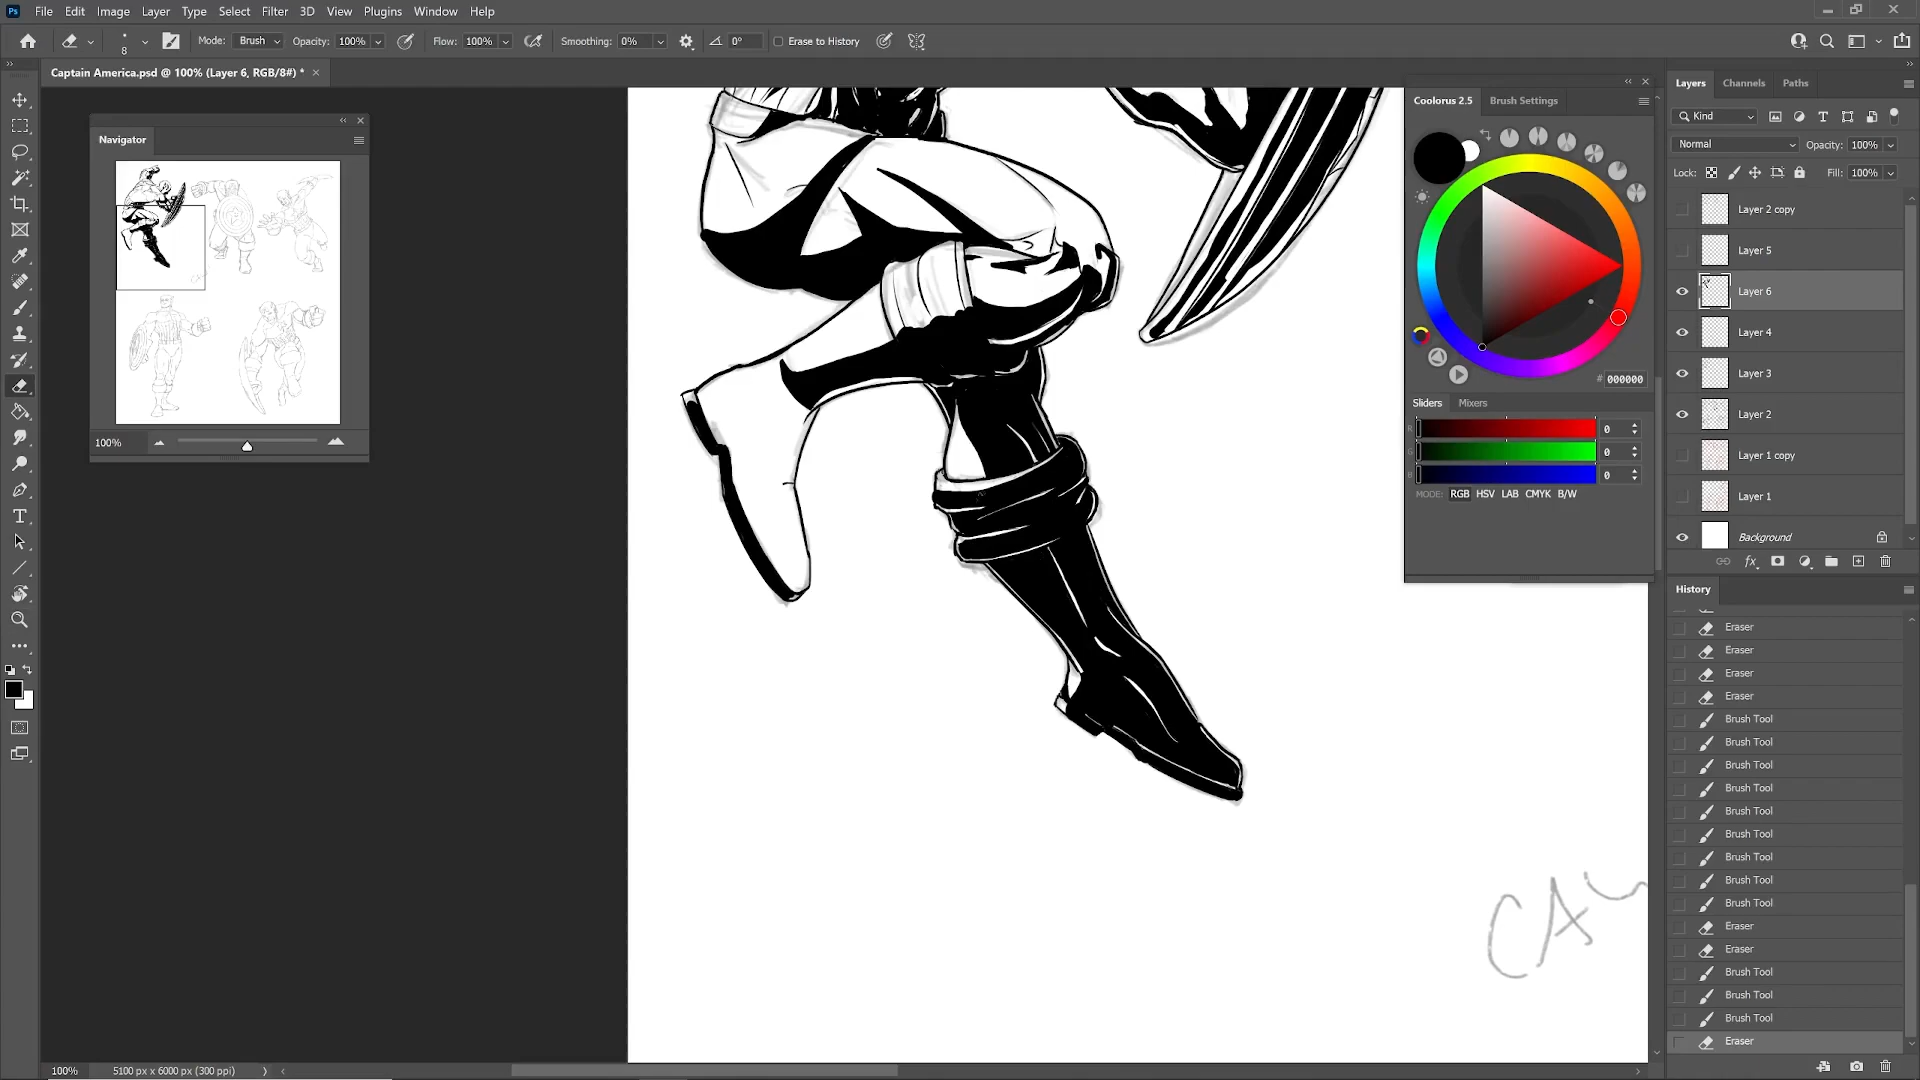 Ps File Edit Image Layer Type Select Filter 3D View Plugins Window Help
8 Mode: Brush Opacity: 100% Flow: 100% Smoothing: 0% 0° Erase to History
Captain America.psd @ 100% (Layer 6, RGB/8#) *
Navigator
100%
Coolorus 2.5 Brush Settings
# 000000
Sliders Mixers
R 0
G 0
B 0
MODE: RGB HSV LAB CMYK B/W
Layers Channels Paths
Kind
Normal Opacity: 100%
Lock: Fill: 100%
Layer 2 copy
Layer 5
Layer 6
Layer 4
Layer 3
Layer 2
Layer 1 copy
Layer 1
Background
History
Eraser
Eraser
Eraser
Eraser
Brush Tool
Brush Tool
Brush Tool
Brush Tool
Brush Tool
Brush Tool
Brush Tool
Brush Tool
Brush Tool
Eraser
Eraser
Brush Tool
Brush Tool
Brush Tool
Eraser
CA
100% 5100 px x 6000 px (300 ppi)